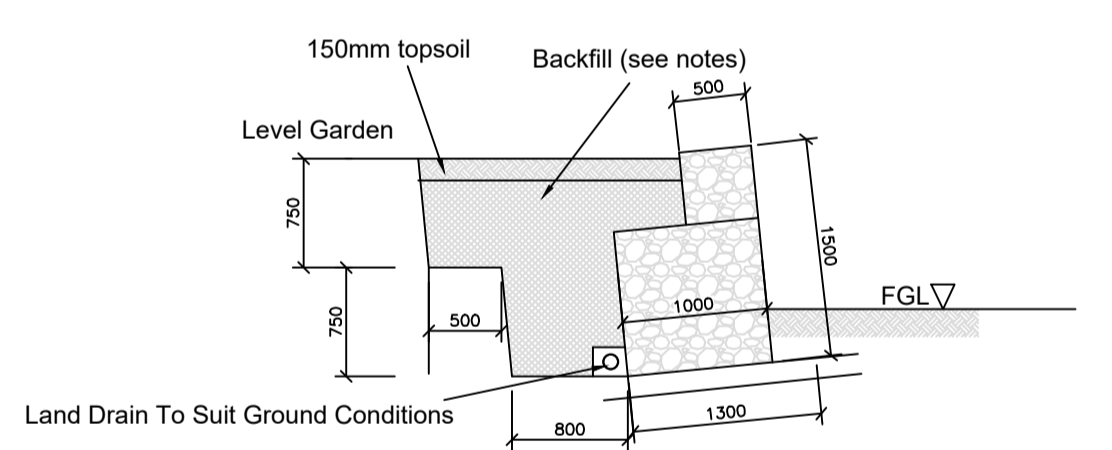 150mm topsoil
Backfill (see notes)
500
Level Garden
750
1500
FGL
1000
750
500
Land Drain To Suit Ground Conditions
1300
800